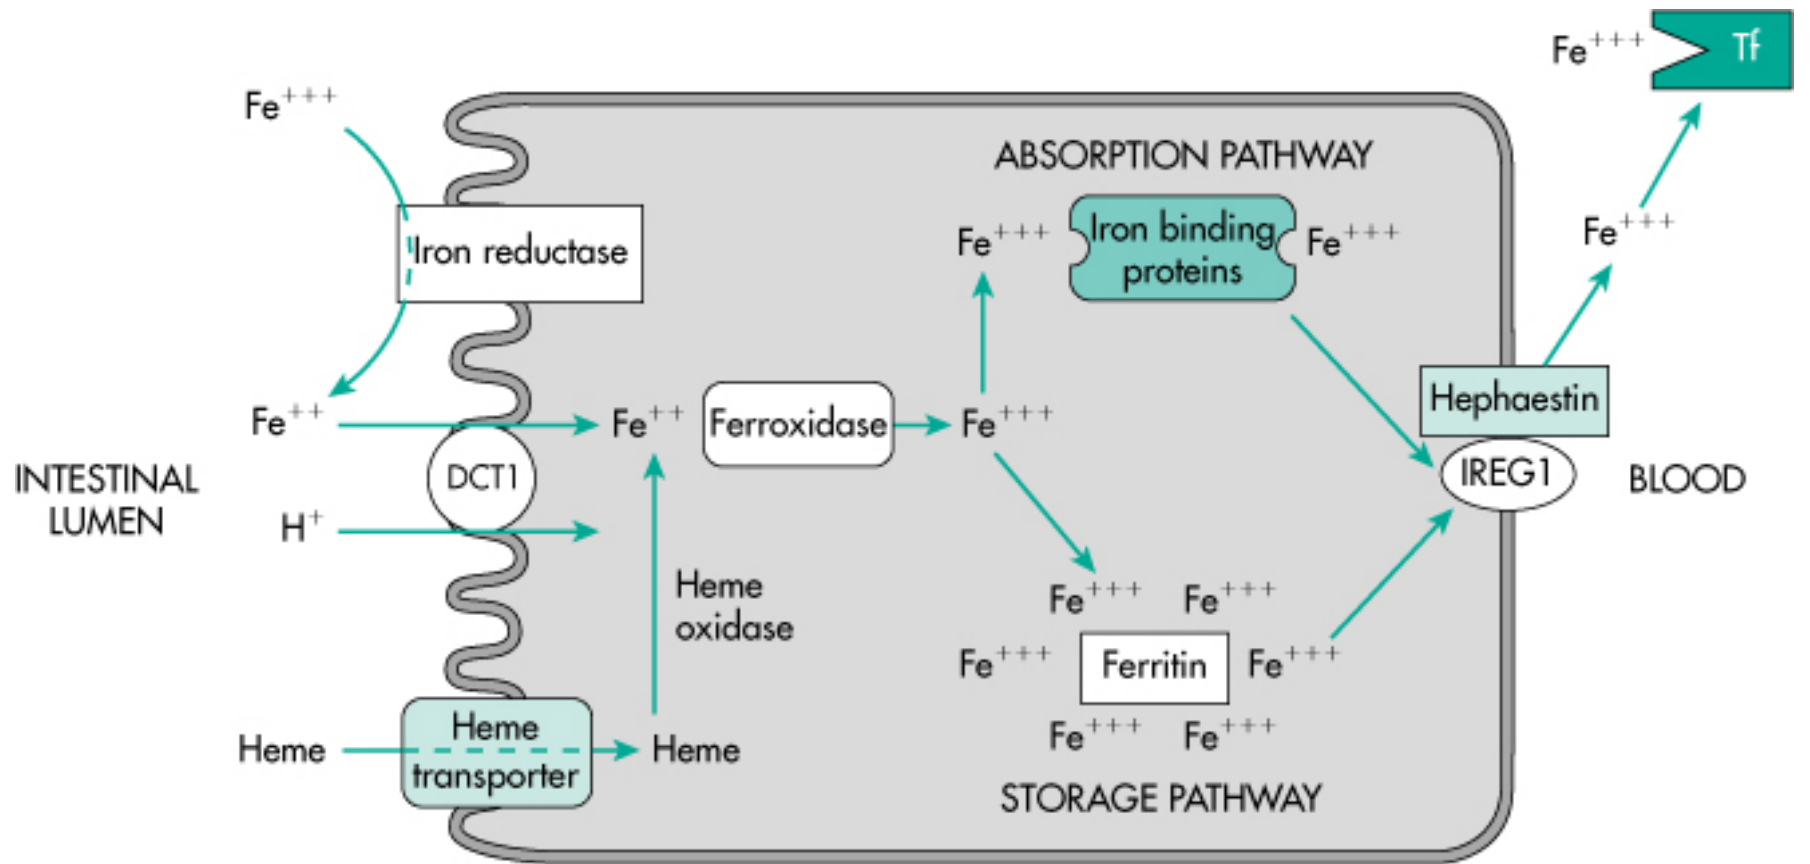 Fe+++
Tf
Fe+++
ABSORPTION PATHWAY
Fe+++
Iron binding
proteins
Fe+++
Fe+++
Iron reductase
Hephaestin
Fe++
Fe++
Ferroxidase
Fe+++
INTESTINAL
LUMEN
DCT1
IREG1
BLOOD
H+
Heme
oxidase
Fe+++
Fe+++
Fe+++
Ferritin
Fe+++
Fe+++
Fe+++
Heme
Heme
transporter
Heme
STORAGE PATHWAY